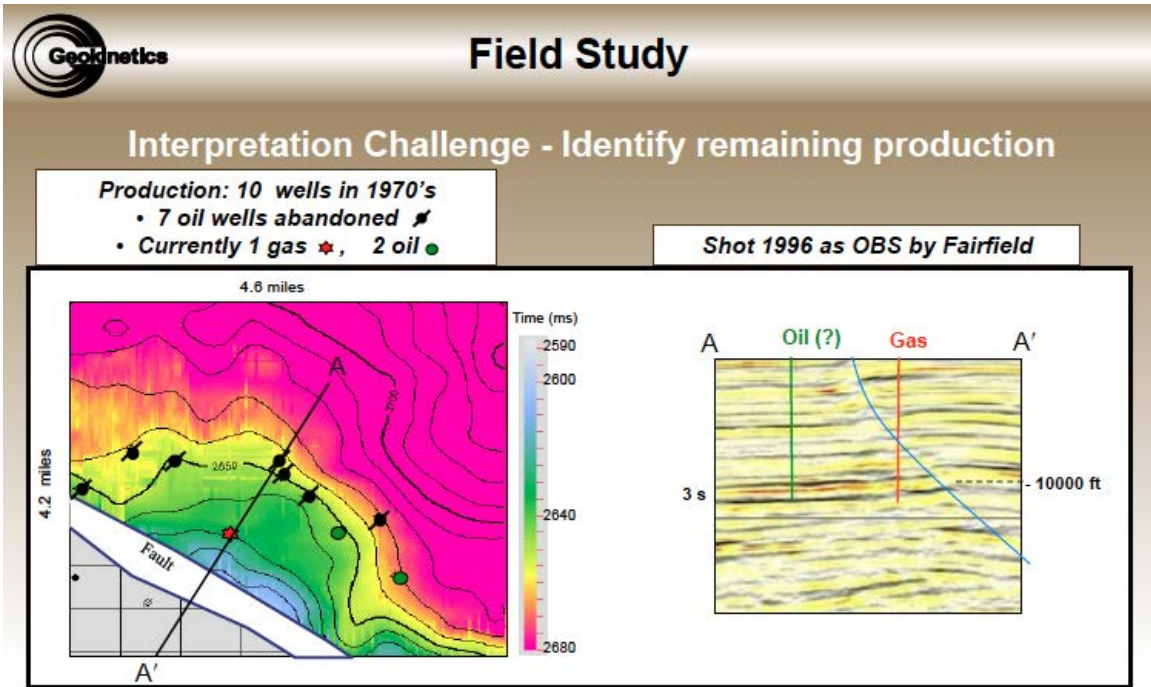 Geokinetics
Field Study
Interpretation Challenge - Identify remaining production
Production: 10 wells in 1970's
• 7 oil wells abandoned
• Currently 1 gas , 2 oil
Shot 1996 as OBS by Fairfield
4.6 miles
4.2 miles
A
2700
2650
Fault
A'
Time (ms)
2590
2600
2640
2680
A
Oil (?)
Gas
A'
3 s
- 10000 ft